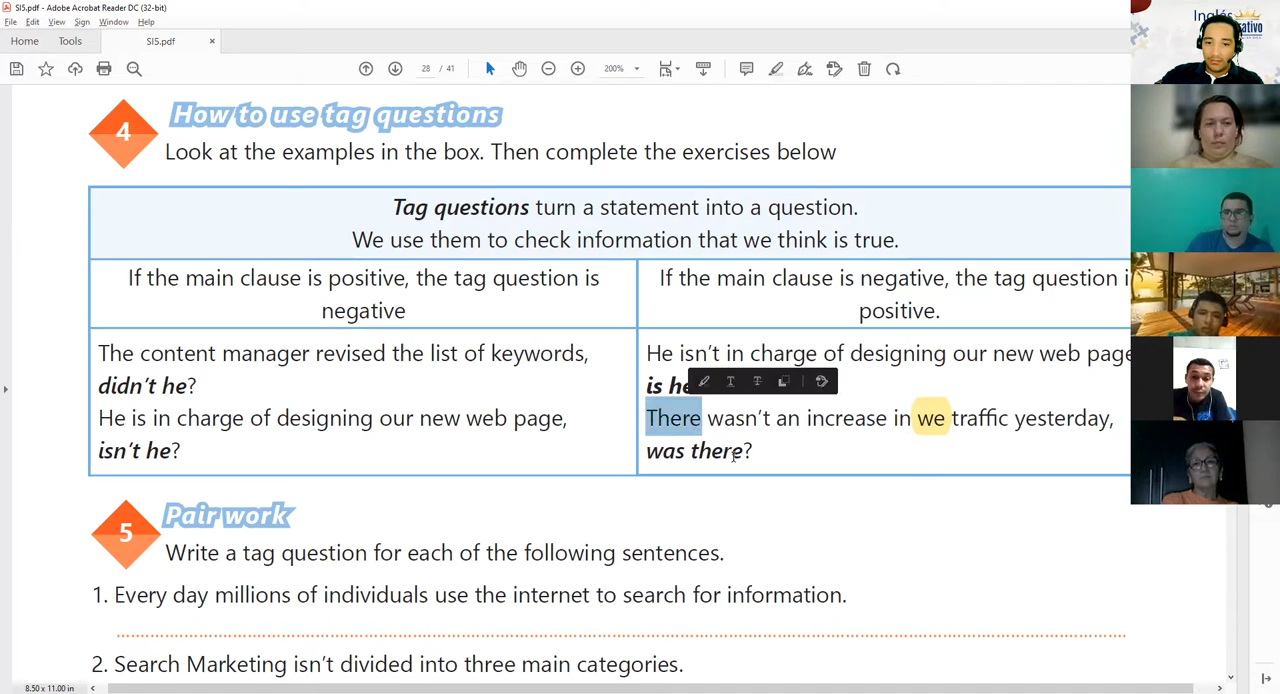 SI5.pdf - Adobe Acrobat Reader DC (32-bit)
File Edit View Sign Window Help
Home Tools SI5.pdf ×
28 / 41 200%
Inglés
4 How to use tag questions
Look at the examples in the box. Then complete the exercises below
Tag questions turn a statement into a question.
We use them to check information that we think is true.
If the main clause is positive, the tag question is
negative
If the main clause is negative, the tag question i
positive.
The content manager revised the list of keywords,
didn't he?
He is in charge of designing our new web page,
isn't he?
He isn't in charge of designing our new web page
is he
There wasn't an increase in we traffic yesterday,
was there?
5 Pair work
Write a tag question for each of the following sentences.
1. Every day millions of individuals use the internet to search for information.
2. Search Marketing isn't divided into three main categories.
8.50 x 11.00 in